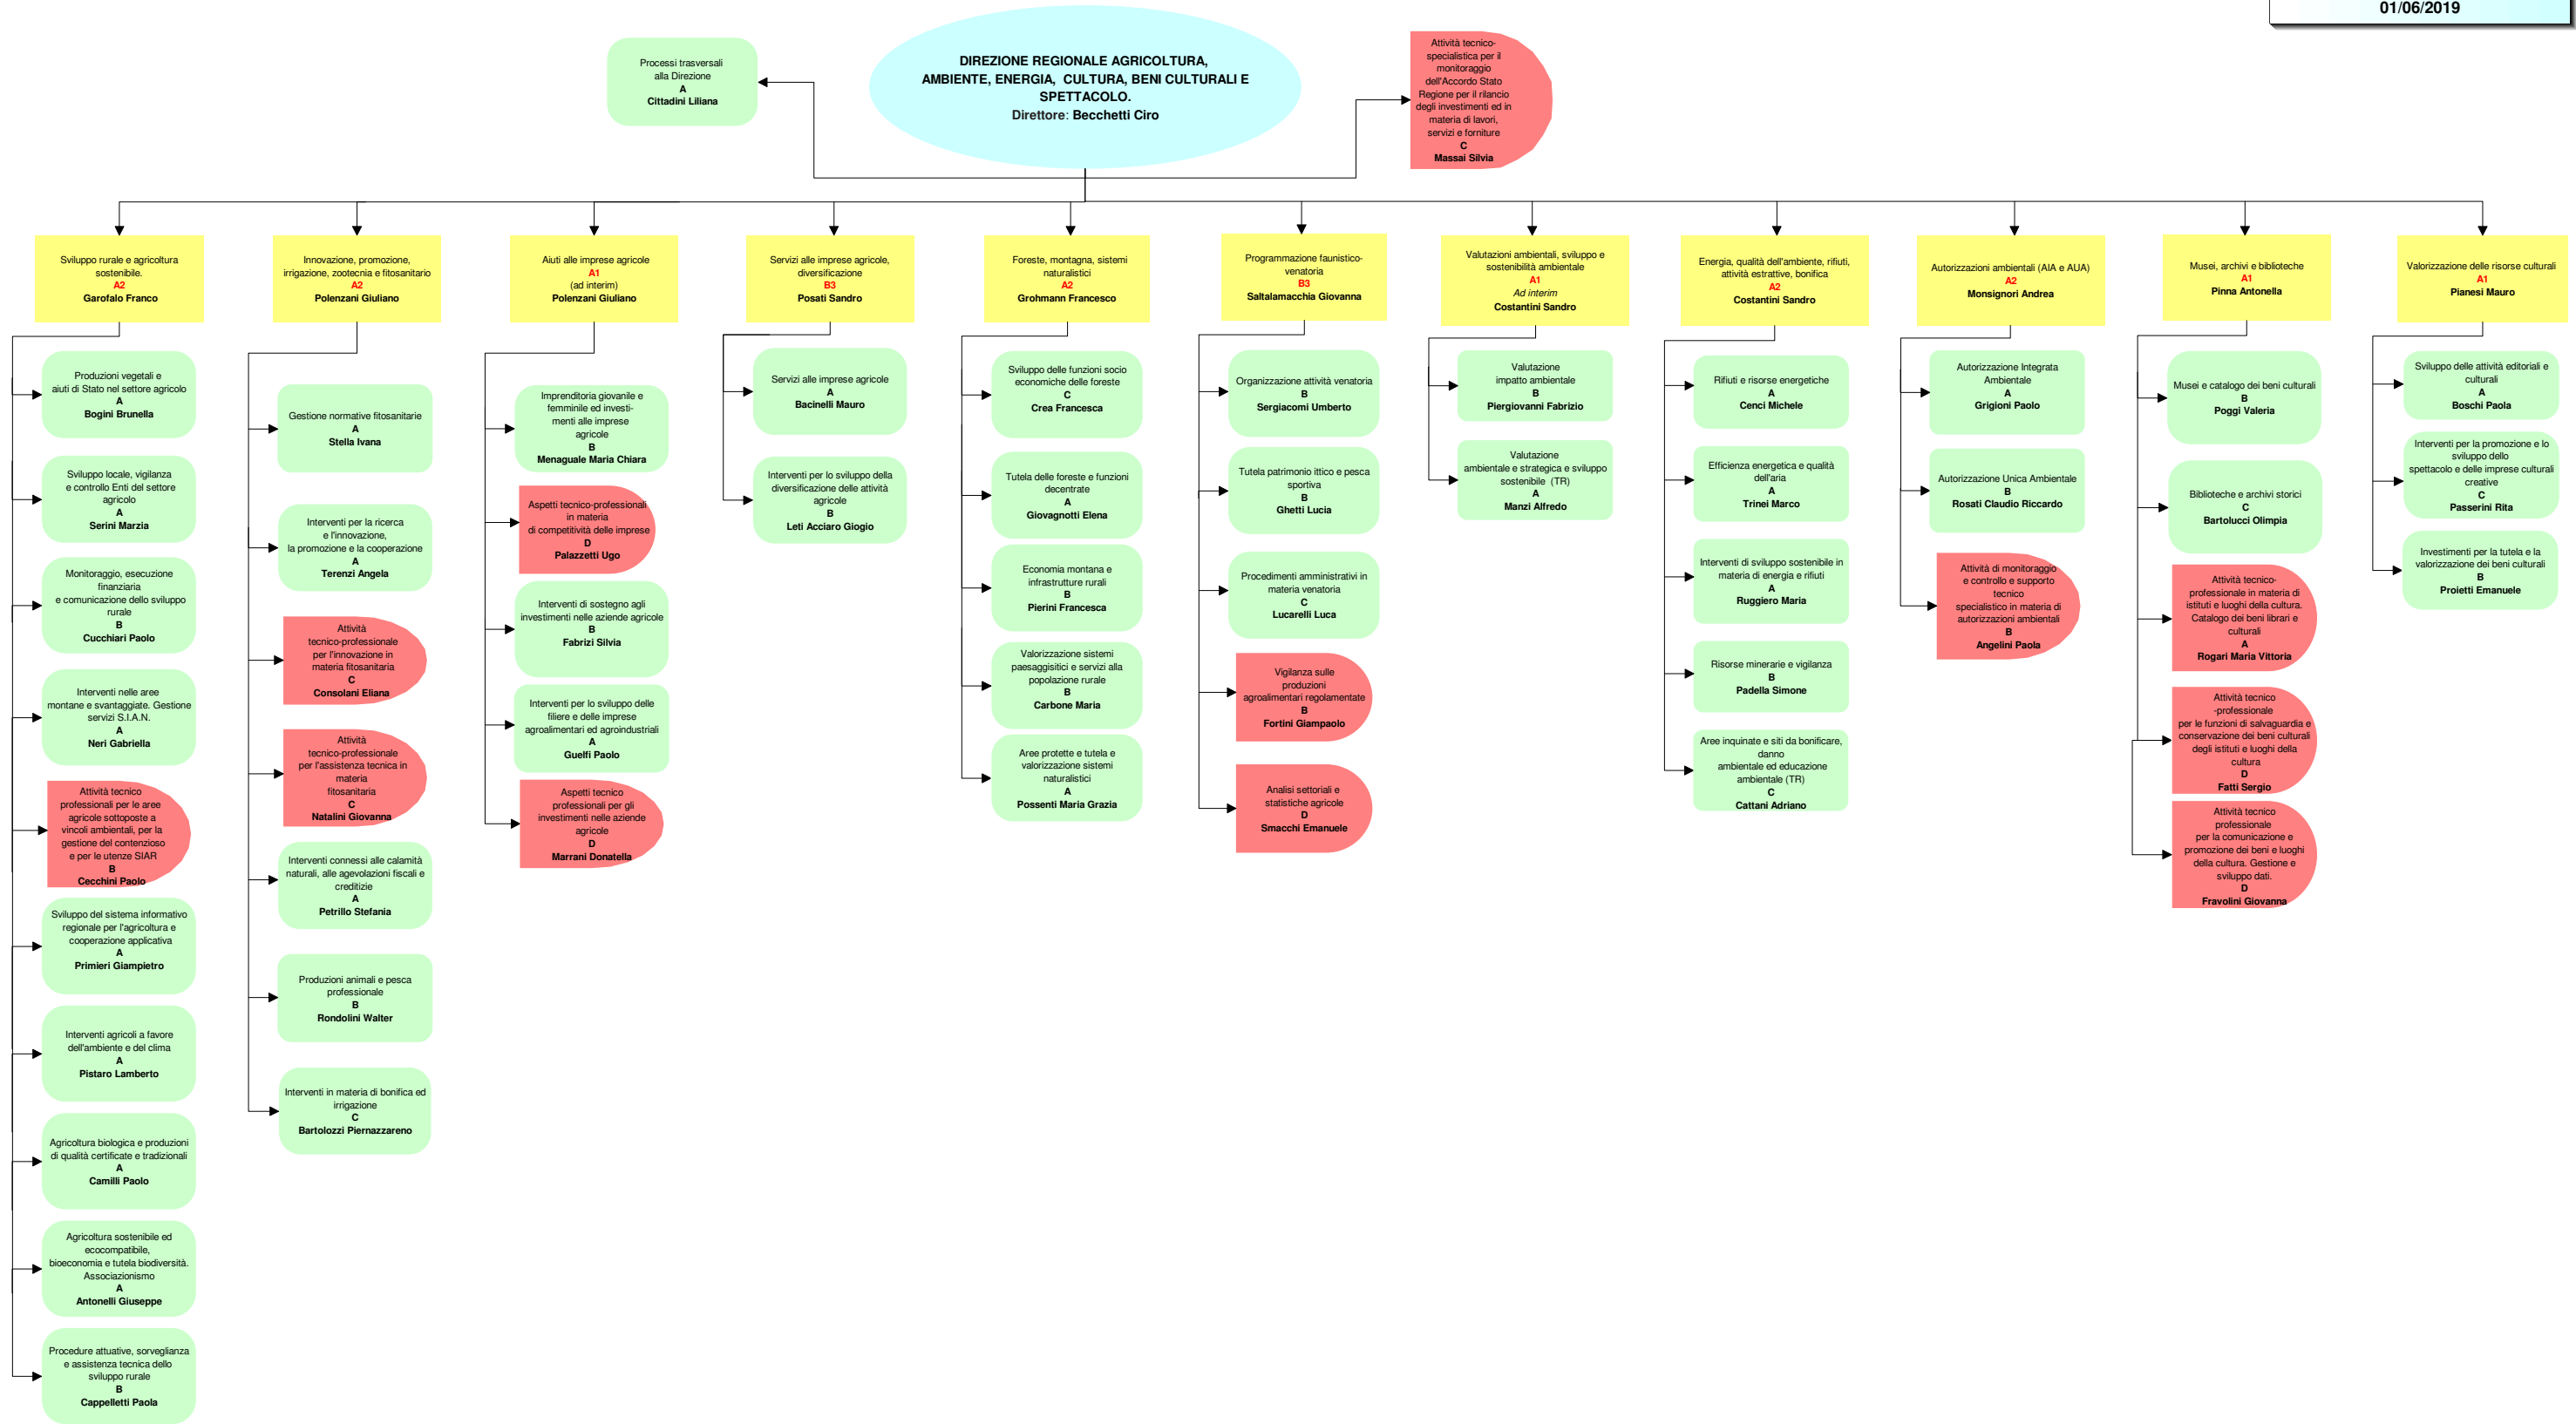 01/06/2019
Processi trasversali
alla Direzione
A
Cittadini Liliana
DIREZIONE REGIONALE AGRICOLTURA,
AMBIENTE, ENERGIA, CULTURA, BENI CULTURALI E
SPETTACOLO.
Direttore: Becchetti Ciro
Attività tecnico-
specialistica per il
monitoraggio
dell'Accordo Stato
Regione per il rilancio
degli investimenti ed in
materia di lavori,
servizi e forniture
C
Massai Silvia
Sviluppo rurale e agricoltura
sostenibile.
A2
Garofalo Franco
Produzioni vegetali e
aiuti di Stato nel settore agricolo
A
Bogini Brunella
Sviluppo locale, vigilanza
e controllo Enti del settore
agricolo
A
Serini Marzia
Monitoraggio, esecuzione
finanziaria
e comunicazione dello sviluppo
rurale
B
Cucchiari Paolo
Interventi nelle aree
montane e svantaggiate. Gestione
servizi S.I.A.N.
A
Neri Gabriella
Attività tecnico
professionali per le aree
agricole sottoposte a
vincoli ambientali, per la
gestione del contenzioso
e per le utenze SIAR
B
Cecchini Paolo
Sviluppo del sistema informativo
regionale per l'agricoltura e
cooperazione applicativa
A
Primieri Giampietro
Interventi agricoli a favore
dell'ambiente e del clima
A
Pistaro Lamberto
Agricoltura biologica e produzioni
di qualità certificate e tradizionali
A
Camilli Paolo
Agricoltura sostenibile ed
ecocompatibile,
bioeconomia e tutela biodiversità.
Associazionismo
A
Antonelli Giuseppe
Procedure attuative, sorveglianza
e assistenza tecnica dello
sviluppo rurale
B
Cappelletti Paola
Innovazione, promozione,
irrigazione, zootecnia e fitosanitario
A2
Polenzani Giuliano
Gestione normative fitosanitarie
A
Stella Ivana
Interventi per la ricerca
e l'innovazione,
la promozione e la cooperazione
A
Terenzi Angela
Attività
tecnico-professionale
per l'innovazione in
materia fitosanitaria
C
Consolani Eliana
Attività
tecnico-professionale
per l'assistenza tecnica in
materia
fitosanitaria
C
Natalini Giovanna
Interventi connessi alle calamità
naturali, alle agevolazioni fiscali e
creditizie
A
Petrillo Stefania
Produzioni animali e pesca
professionale
B
Rondolini Walter
Interventi in materia di bonifica ed
irrigazione
C
Bartolozzi Piernazzareno
Aiuti alle imprese agricole
A1
(ad interim)
Polenzani Giuliano
Imprenditoria giovanile e
femminile ed investi-
menti alle imprese
agricole
B
Menaguale Maria Chiara
Aspetti tecnico-professionali
in materia
di competitività delle imprese
D
Palazzetti Ugo
Interventi di sostegno agli
investimenti nelle aziende agricole
B
Fabrizi Silvia
Interventi per lo sviluppo delle
filiere e delle imprese
agroalimentari ed agroindustriali
A
Guelfi Paolo
Aspetti tecnico
professionali per gli
investimenti nelle aziende
agricole
D
Marrani Donatella
Servizi alle imprese agricole,
diversificazione
B3
Posati Sandro
Servizi alle imprese agricole
A
Bacinelli Mauro
Interventi per lo sviluppo della
diversificazione delle attività
agricole
B
Leti Acciaro Giogio
Foreste, montagna, sistemi
naturalistici
A2
Grohmann Francesco
Sviluppo delle funzioni socio
economiche delle foreste
C
Crea Francesca
Tutela delle foreste e funzioni
decentrate
A
Giovagnotti Elena
Economia montana e
infrastrutture rurali
B
Pierini Francesca
Valorizzazione sistemi
paesaggisitici e servizi alla
popolazione rurale
B
Carbone Maria
Aree protette e tutela e
valorizzazione sistemi
naturalistici
A
Possenti Maria Grazia
Programmazione faunistico-
venatoria
B3
Saltalamacchia Giovanna
Organizzazione attività venatoria
B
Sergiacomi Umberto
Tutela patrimonio ittico e pesca
sportiva
B
Ghetti Lucia
Procedimenti amministrativi in
materia venatoria
C
Lucarelli Luca
Vigilanza sulle
produzioni
agroalimentari regolamentate
B
Fortini Giampaolo
Analisi settoriali e
statistiche agricole
D
Smacchi Emanuele
Valutazioni ambientali, sviluppo e
sostenibilità ambientale
A1
Ad interim
Costantini Sandro
Valutazione
impatto ambientale
B
Piergiovanni Fabrizio
Valutazione
ambientale e strategica e sviluppo
sostenibile (TR)
A
Manzi Alfredo
Energia, qualità dell'ambiente, rifiuti,
attività estrattive, bonifica
A2
Costantini Sandro
Rifiuti e risorse energetiche
A
Cenci Michele
Efficienza energetica e qualità
dell'aria
A
Trinei Marco
Interventi di sviluppo sostenibile in
materia di energia e rifiuti
A
Ruggiero Maria
Risorse minerarie e vigilanza
B
Padella Simone
Aree inquinate e siti da bonificare,
danno
ambientale ed educazione
ambientale (TR)
C
Cattani Adriano
Autorizzazioni ambientali (AIA e AUA)
A2
Monsignori Andrea
Autorizzazione Integrata
Ambientale
A
Grigioni Paolo
Autorizzazione Unica Ambientale
B
Rosati Claudio Riccardo
Attività di monitoraggio
e controllo e supporto
tecnico
specialistico in materia di
autorizzazioni ambientali
B
Angelini Paola
Musei, archivi e biblioteche
A1
Pinna Antonella
Musei e catalogo dei beni culturali
B
Poggi Valeria
Biblioteche e archivi storici
C
Bartolucci Olimpia
Attività tecnico-
professionale in materia di
istituti e luoghi della cultura.
Catalogo dei beni librari e
culturali
A
Rogari Maria Vittoria
Attività tecnico
-professionale
per le funzioni di salvaguardia e
conservazione dei beni culturali
degli istituti e luoghi della
cultura
D
Fatti Sergio
Attività tecnico
professionale
per la comunicazione e
promozione dei beni e luoghi
della cultura. Gestione e
sviluppo dati.
D
Fravolini Giovanna
Valorizzazione delle risorse culturali
A1
Pianesi Mauro
Sviluppo delle attività editoriali e
culturali
A
Boschi Paola
Interventi per la promozione e lo
sviluppo dello
spettacolo e delle imprese culturali
creative
C
Passerini Rita
Investimenti per la tutela e la
valorizzazione dei beni culturali
B
Proietti Emanuele